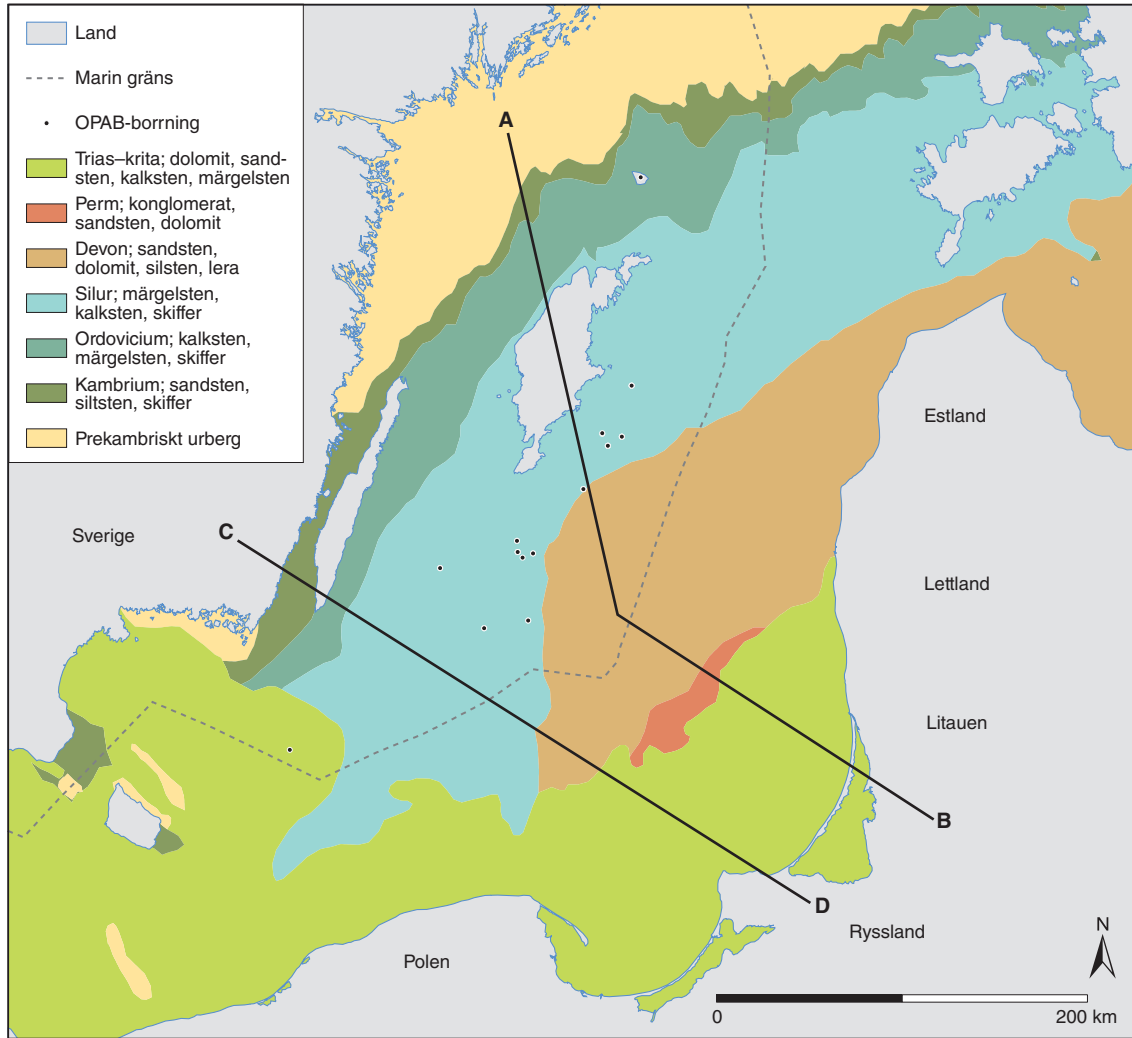 Land
Marin gräns
OPAB-borrning
Trias–krita; dolomit, sand-
sten, kalksten, märgelsten
Perm; konglomerat,
sandsten, dolomit
Devon; sandsten,
dolomit, silsten, lera
Silur; märgelsten,
kalksten, skiffer
Ordovicium; kalksten,
märgelsten, skiffer
Kambrium; sandsten,
siltsten, skiffer
Prekambriskt urberg
A
Estland
Sverige
C
Lettland
Litauen
B
D
Ryssland
Polen
N
0
200 km